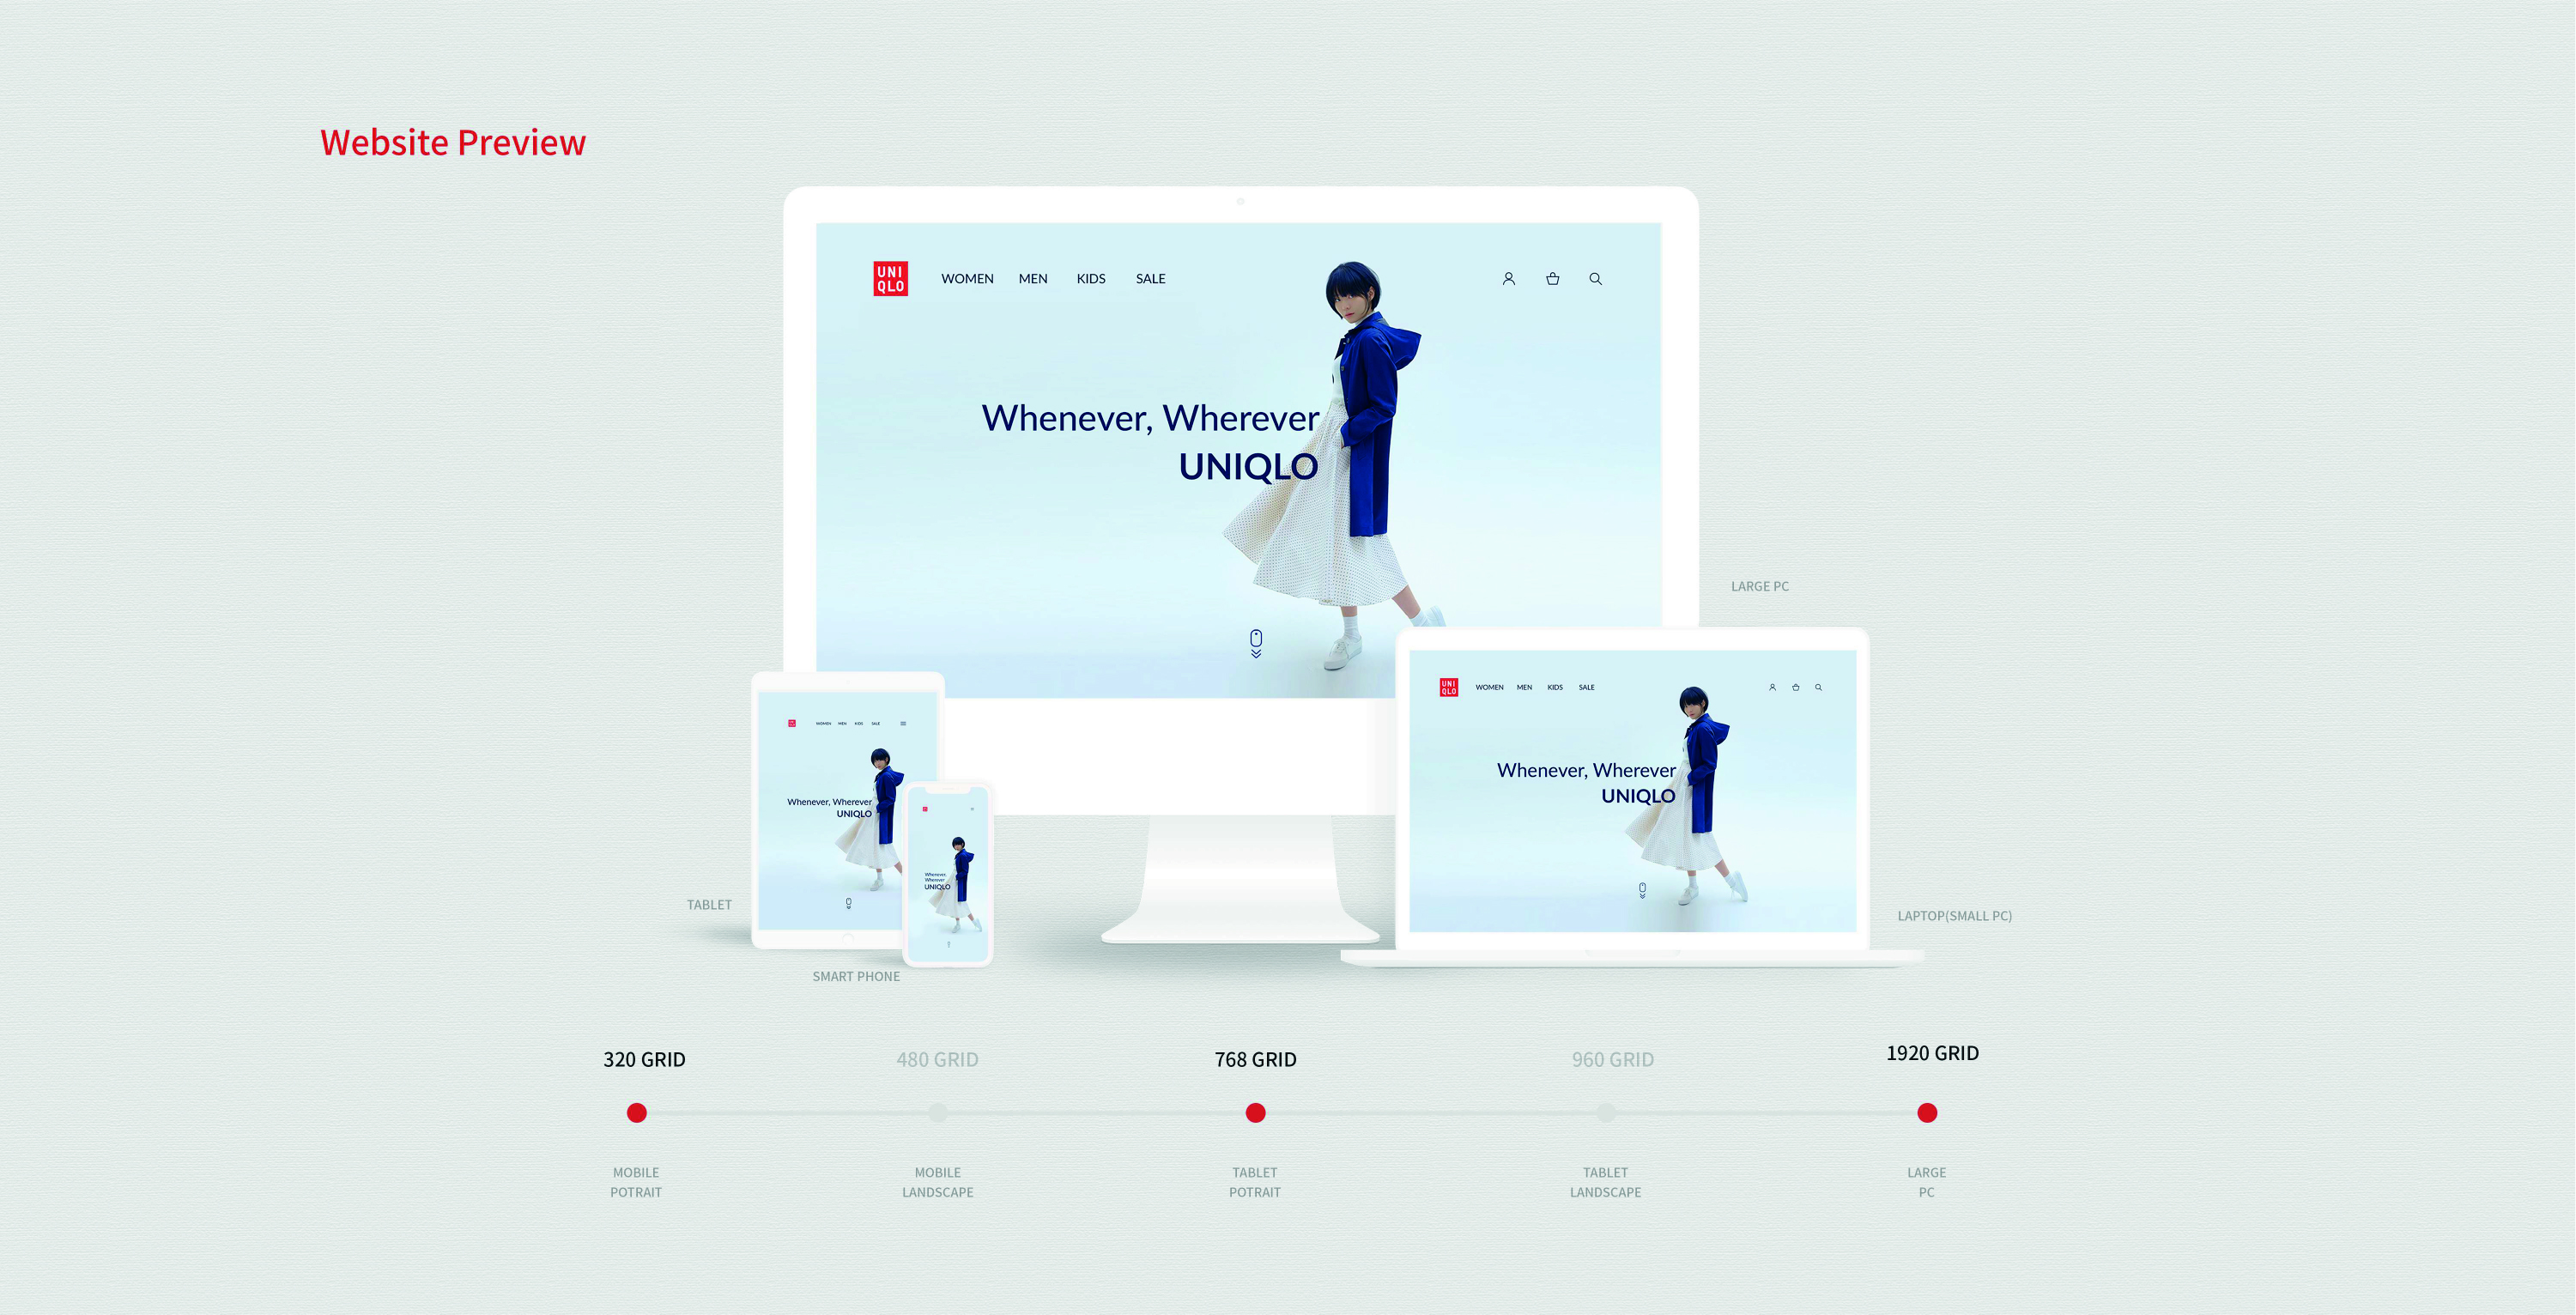 Website Preview
UNI
QLO
WOMEN MEN KIDS SALE
Whenever, Wherever
UNIQLO
LARGE PC
UNI
QLO
WOMEN MEN KIDS SALE
Whenever, Wherever
UNIQLO
LAPTOP(SMALL PC)
WOMEN MEN KIDS SALE
Whenever, Wherever
UNIQLO
TABLET
Whenever,
Wherever
UNIQLO
SMART PHONE
320 GRID 480 GRID 768 GRID 960 GRID 1920 GRID
MOBILE
POTRAIT
MOBILE
LANDSCAPE
TABLET
POTRAIT
TABLET
LANDSCAPE
LARGE
PC